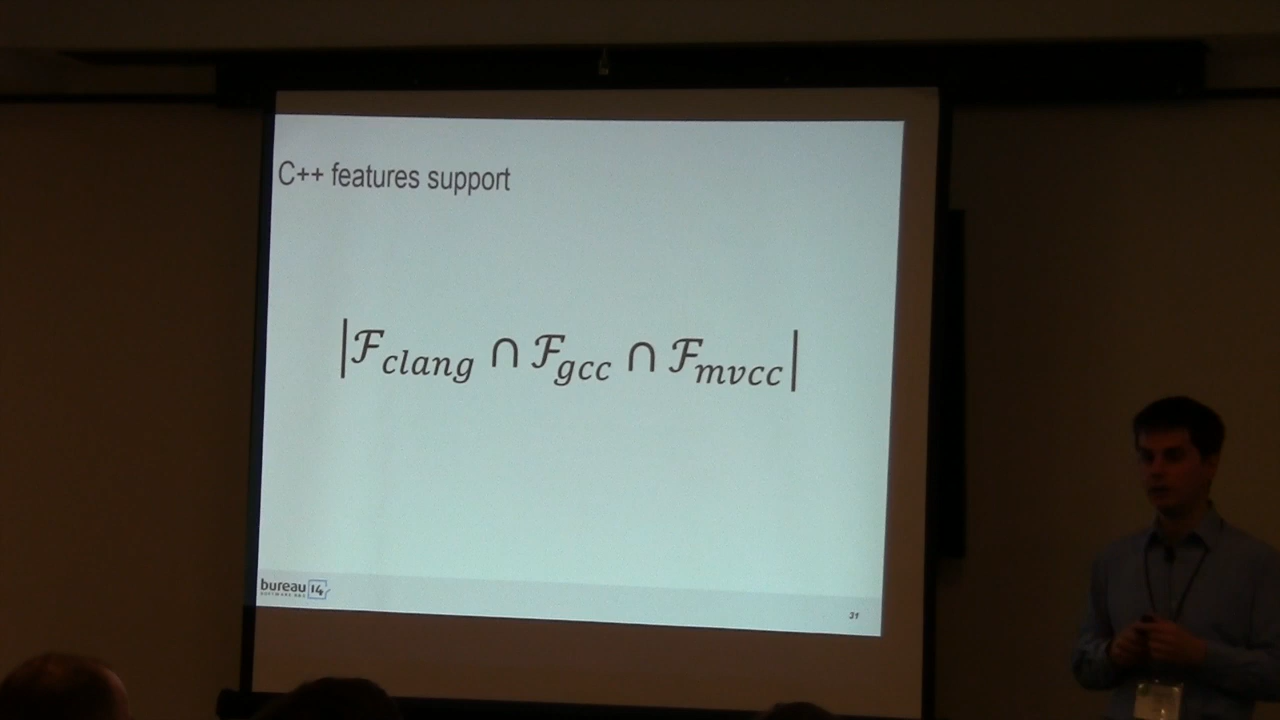 C++ features support
|ℱclang ∩ ℱgcc ∩ ℱmvcc|
bureau 14
31